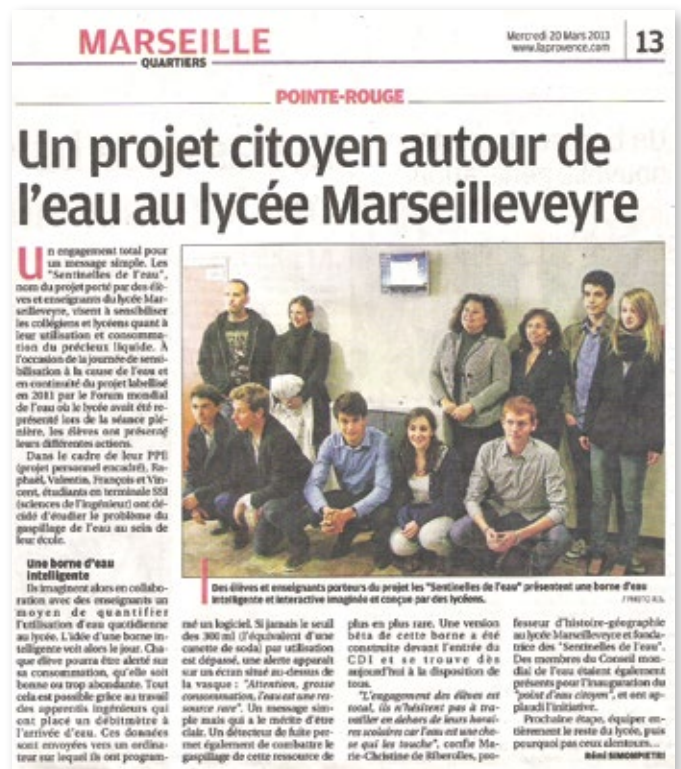 MARSEILLE
QUARTIERS
Mercredi 20 Mars 2013
www.laprovence.com
13
POINTE-ROUGE
Un projet citoyen autour de
l'eau au lycée Marseilleveyre
Un engagement total pour
un message simple. Les
"Sentinelles de l'eau",
nom du projet porté par des élè-
ves et enseignants du lycée Mar-
seilleveyre, visent à sensibiliser
les collégiens et lycéens quant à
leur utilisation et consomma-
tion du précieux liquide. À
l'occasion de la journée de sensi-
bilisation à la cause de l'eau et
en continuité du projet labellisé
en 2011 par le Forum mondial
de l'eau où le lycée avait été re-
présenté lors de la séance plé-
nière, les élèves ont présenté
leurs différentes actions.
Dans le cadre de leur PPE
(projet personnel encadré), Ra-
phaël, Valentin, François et Vin-
cent, étudiants en terminale SSI
(sciences de l'ingénieur) ont dé-
cidé d'étudier le problème du
gaspillage de l'eau au sein de
leur école.
Une borne d'eau
intelligente
Ils imaginent alors en collabo-
ration avec des enseignants un
moyen de quantifier
l'utilisation d'eau quotidienne
au lycée. L'idée d'une borne in-
telligente voit alors le jour. Cha-
que élève pourra être alerté sur
sa consommation, qu'elle soit
bonne ou trop abondante. Tout
cela est possible grâce au travail
des apprentis ingénieurs qui
ont placé un débitmètre à
l'arrivée d'eau. Ces données
sont envoyées vers un ordina-
teur sur lequel ils ont program-
Des élèves et enseignants porteurs du projet les "Sentinelles de l'eau" présentent une borne d'eau
intelligente et interactive imaginée et conçue par des lycéens.
mé un logiciel. Si jamais le seuil
des 300 ml (l'équivalent d'une
canette de soda) par utilisation
est dépassé, une alerte apparaît
sur un écran situé au-dessus de
la vasque : "Attention, grosse
consommation, l'eau est une res-
source rare". Un message sim-
ple mais qui a le mérite d'être
clair. Un détecteur de fuite per-
met également de combattre le
gaspillage de cette ressource de
plus en plus rare. Une version
bêta de cette borne a été
construite devant l'entrée du
CDI et se trouve dès
aujourd'hui à la disposition de
tous.
"L'engagement des élèves est
total, ils n'hésitent pas à tra-
vailler en dehors de leurs horai-
res scolaires car l'eau est une cho-
se qui les touche", confie Ma-
rie-Christine de Riberolles, pro-
fesseur d'histoire-géographie
au lycée Marseilleveyre et fonda-
trice des "Sentinelles de l'eau".
Des membres du Conseil mon-
dial de l'eau étaient également
présents pour l'inauguration du
"point d'eau citoyen", et ont ap-
plaudi l'initiative.
Prochaine étape, équiper en-
tièrement le reste du lycée, puis
pourquoi pas ceux alentours...
Rémi SIMONPIETRI